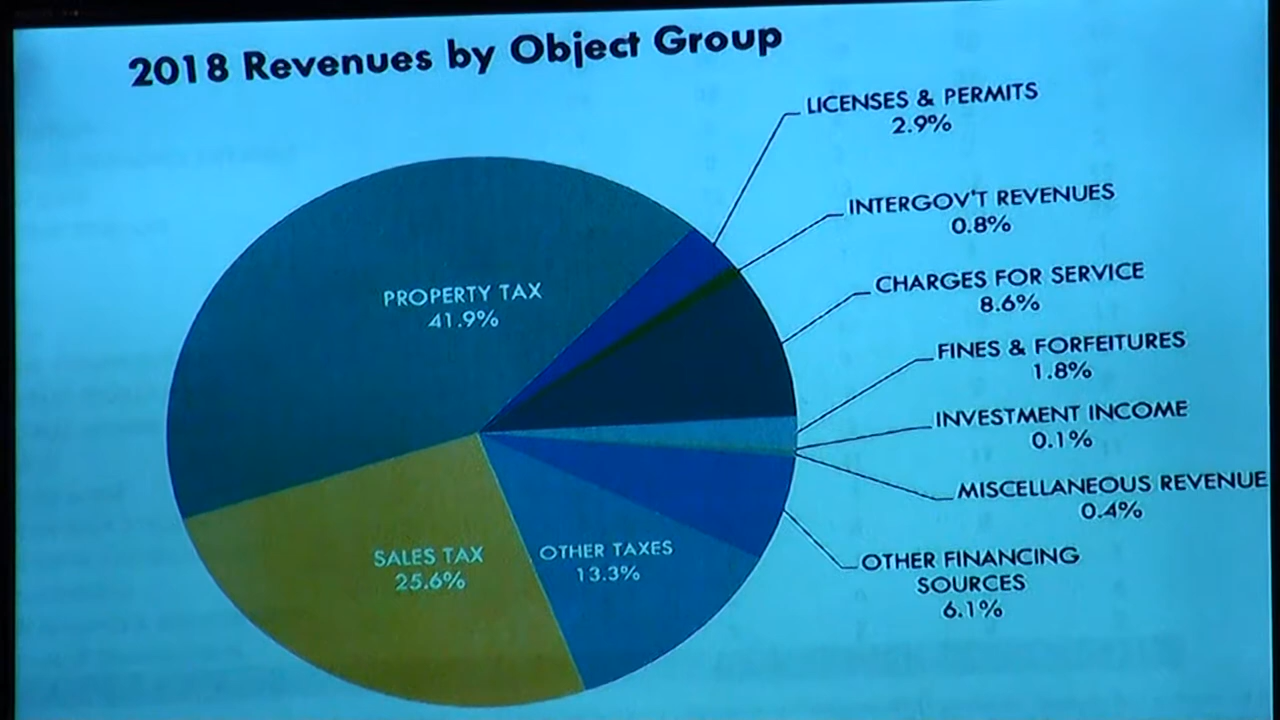 2018 Revenues by Object Group
LICENSES & PERMITS
2.9%
INTERGOV'T REVENUES
0.8%
CHARGES FOR SERVICE
8.6%
FINES & FORFEITURES
1.8%
INVESTMENT INCOME
0.1%
MISCELLANEOUS REVENUE
0.4%
OTHER FINANCING
SOURCES
6.1%
OTHER TAXES
13.3%
SALES TAX
25.6%
PROPERTY TAX
41.9%